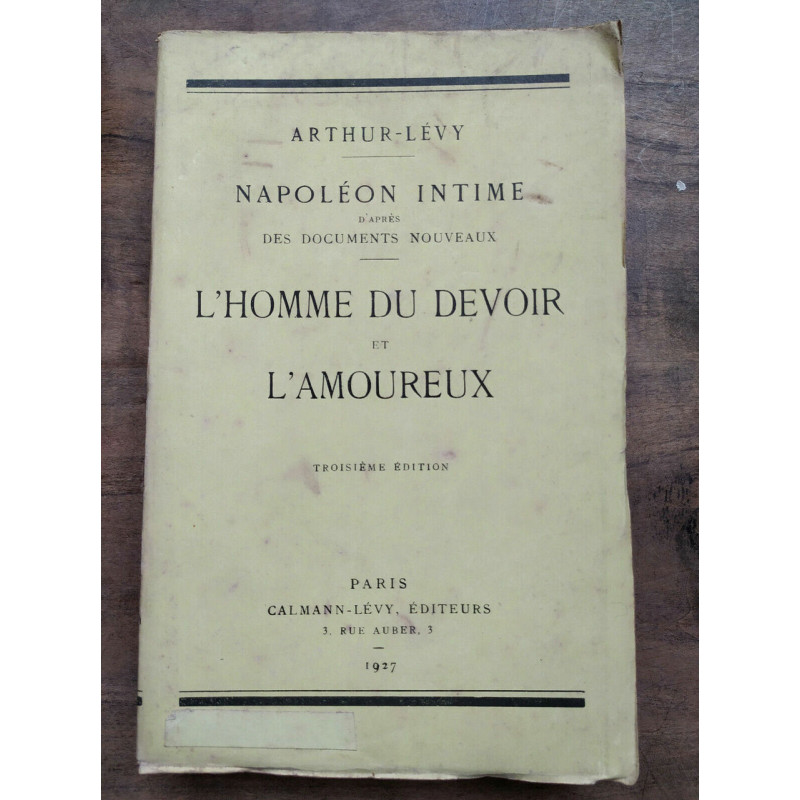 ARTHUR-LÉVY
NAPOLÉON INTIME
D'APRÈS
DES DOCUMENTS NOUVEAUX
L'HOMME DU DEVOIR
ET
L'AMOUREUX
TROISIÈME ÉDITION
PARIS
CALMANN-LÉVY, ÉDITEURS
3, RUE AUBER, 3
1927